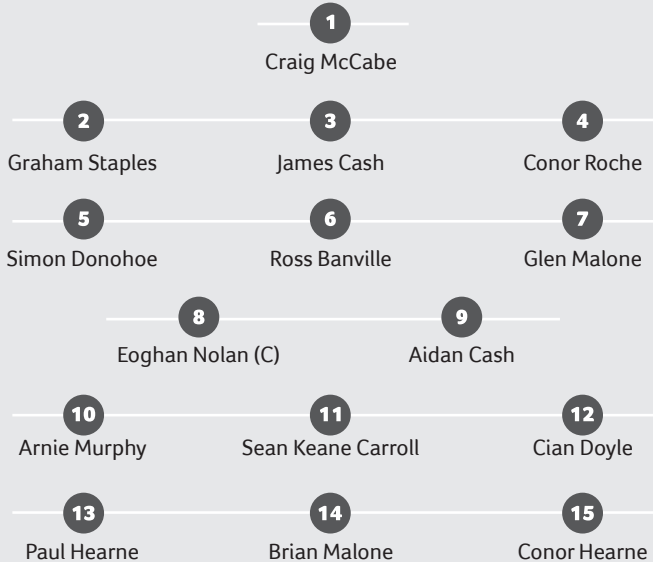 1
Craig McCabe
2 3 4
Graham Staples James Cash Conor Roche
5 6 7
Simon Donohoe Ross Banville Glen Malone
8 9
Eoghan Nolan (C) Aidan Cash
10 11 12
Arnie Murphy Sean Keane Carroll Cian Doyle
13 14 15
Paul Hearne Brian Malone Conor Hearne